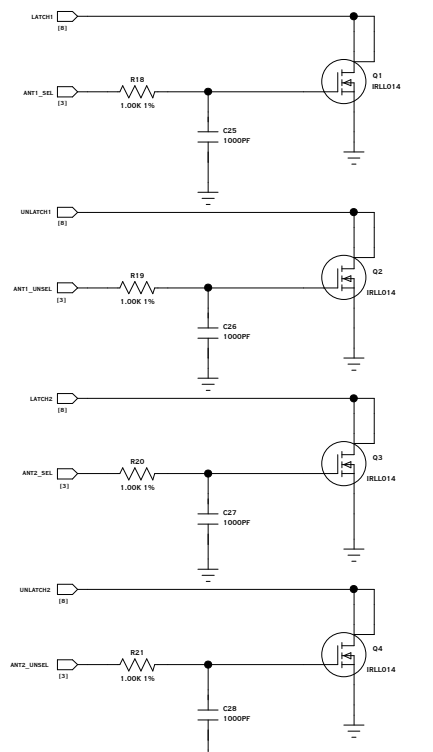 LATCH1
[8]
Q1
IRLL014
R18
ANT1_SEL
[3]
1.00K 1%
C25
1000PF
UNLATCH1
[8]
Q2
IRLL014
R19
ANT1_UNSEL
[3]
1.00K 1%
C26
1000PF
LATCH2
[8]
Q3
IRLL014
R20
ANT2_SEL
[3]
1.00K 1%
C27
1000PF
UNLATCH2
[8]
Q4
IRLL014
R21
ANT2_UNSEL
[3]
1.00K 1%
C28
1000PF